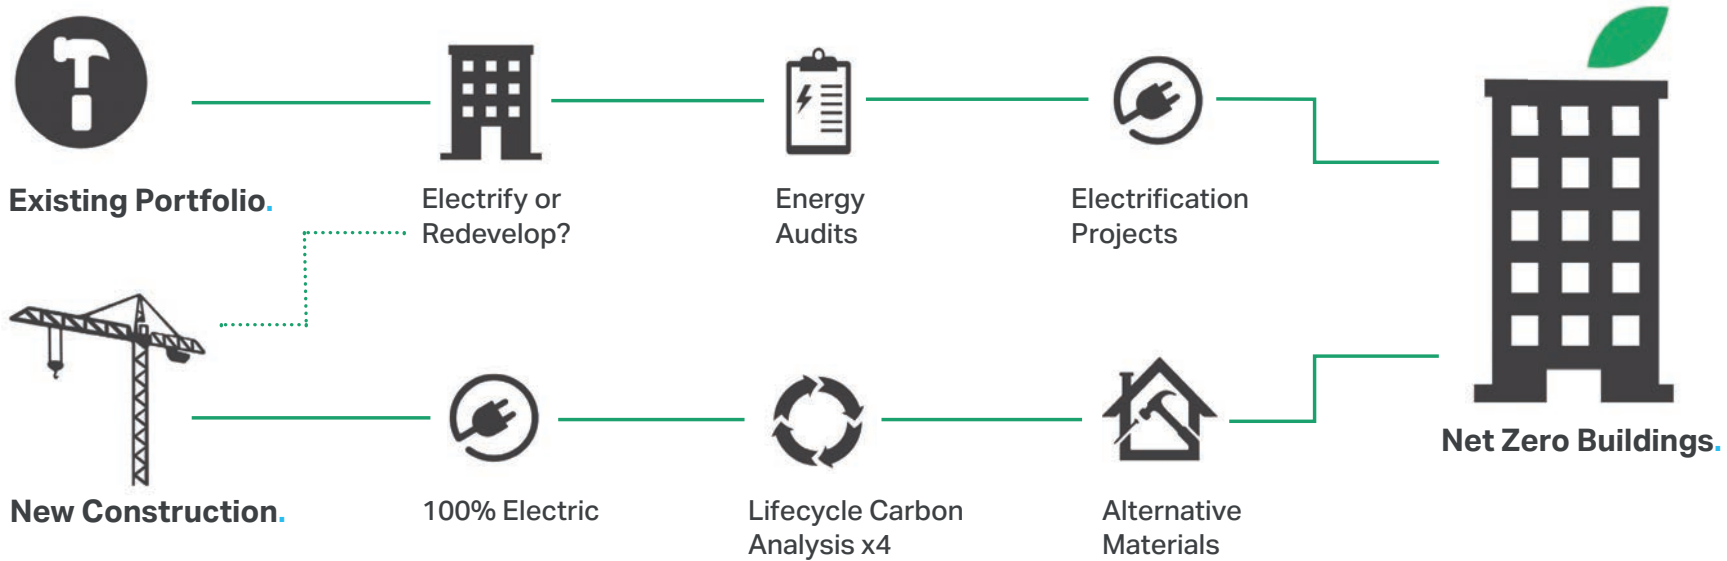 Existing Portfolio.
Electrify or
Redevelop?
Energy
Audits
Electrification
Projects
Net Zero Buildings.
New Construction.
100% Electric
Lifecycle Carbon
Analysis x4
Alternative
Materials